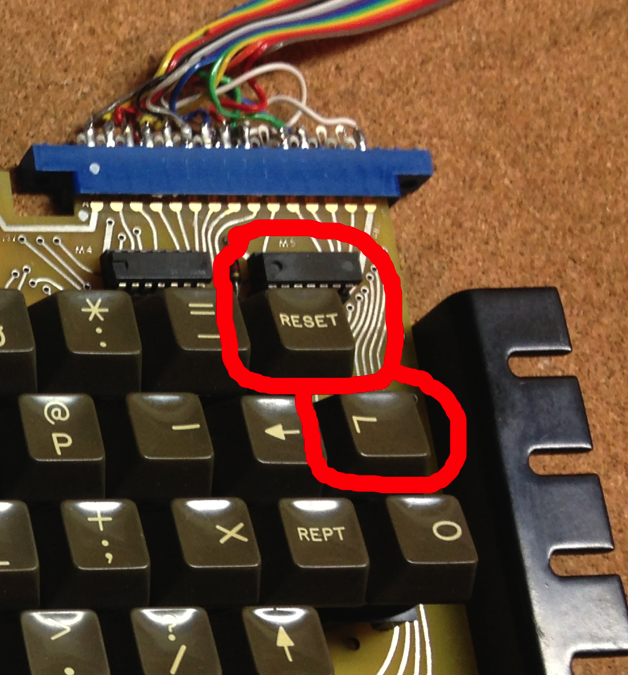 M4 M5
* = RESET
: -
@ ←
P
+ × REPT O
;
> ? ↑
. /